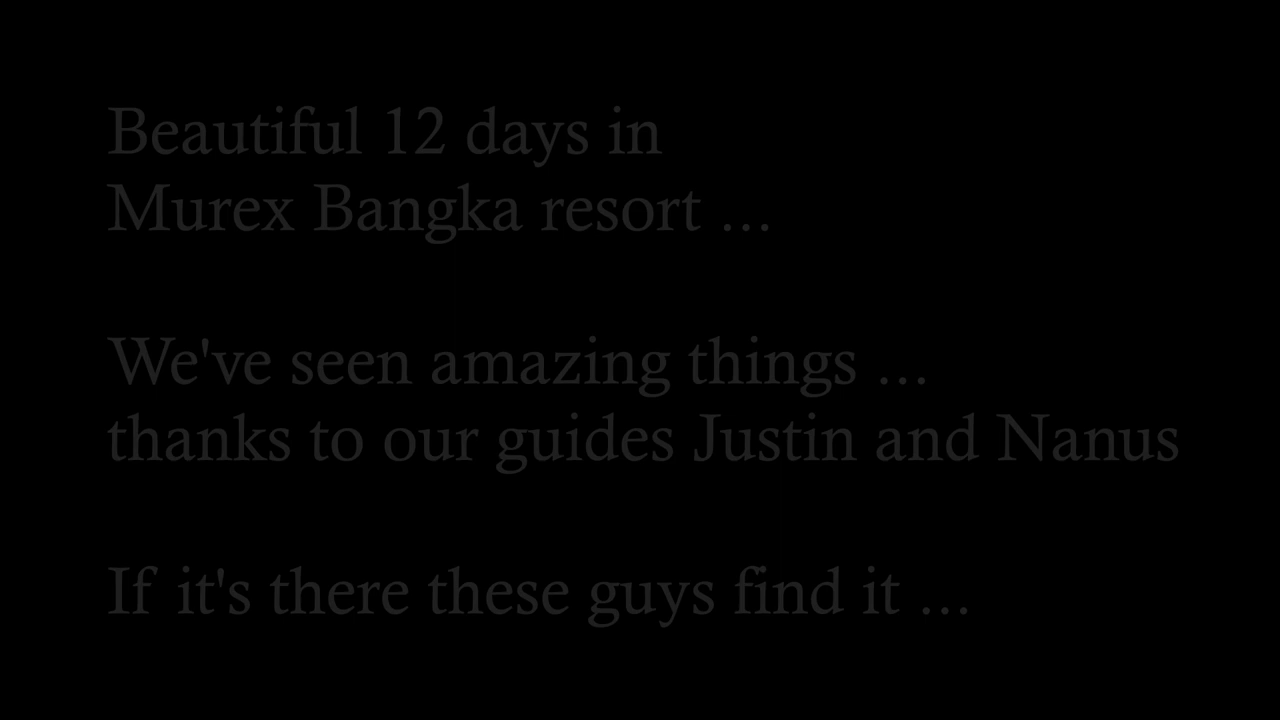 Beautiful 12 days in
Murex Bangka resort ...
We've seen amazing things ...
thanks to our guides Justin and Nanus
If it's there these guys find it ...